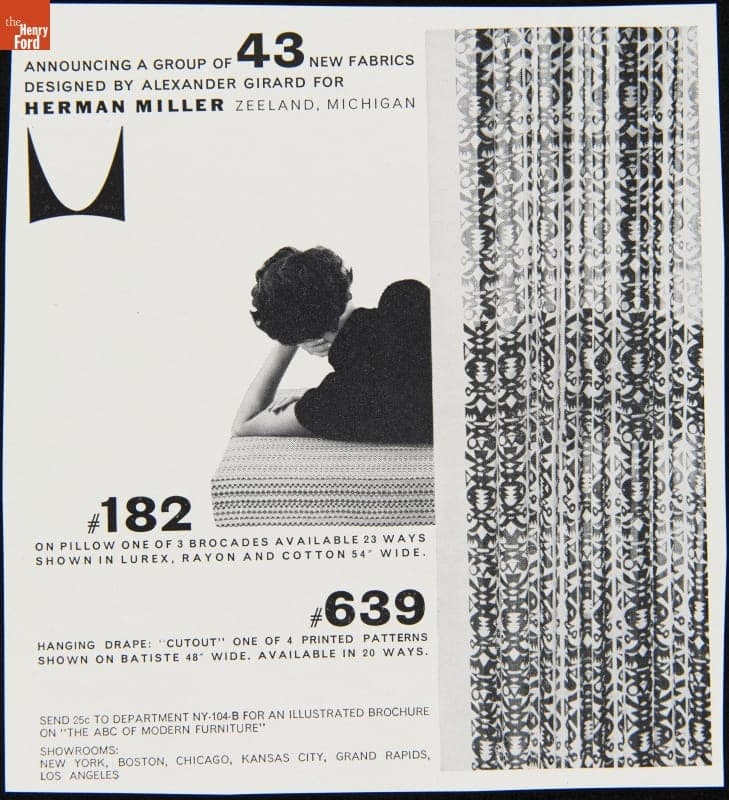 the
Henry
Ford
ANNOUNCING A GROUP OF 43 NEW FABRICS
DESIGNED BY ALEXANDER GIRARD FOR
HERMAN MILLER ZEELAND, MICHIGAN
#182
ON PILLOW ONE OF 3 BROCADES AVAILABLE 23 WAYS
SHOWN IN LUREX, RAYON AND COTTON 54″ WIDE.
#639
HANGING DRAPE: "CUTOUT" ONE OF 4 PRINTED PATTERNS
SHOWN ON BATISTE 48″ WIDE. AVAILABLE IN 20 WAYS.
SEND 25c TO DEPARTMENT NY-104-B FOR AN ILLUSTRATED BROCHURE
ON "THE ABC OF MODERN FURNITURE"
SHOWROOMS:
NEW YORK, BOSTON, CHICAGO, KANSAS CITY, GRAND RAPIDS,
LOS ANGELES